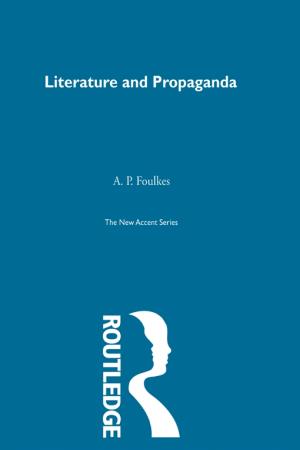 Literature and Propaganda
A. P. Foulkes
The New Accent Series
ROUTLEDGE